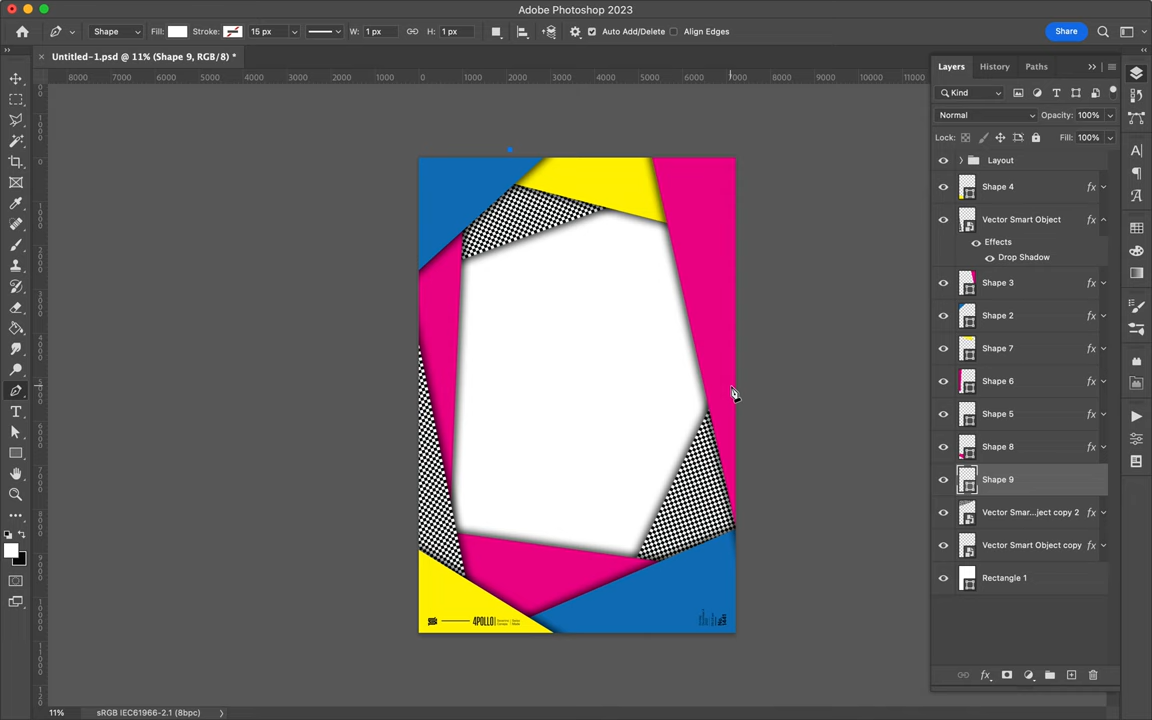 Adobe Photoshop 2023
Shape
Fill:
Stroke:
15 px
W: 1 px
H: 1 px
Auto Add/Delete
Align Edges
Share
Untitled-1.psd @ 11% (Shape 9, RGB/8) *
8000 7000 6000 5000 4000 3000 2000 1000 0 1000 2000 3000 4000 5000 6000 7000 8000 9000 10000 11000
Layers
History
Paths
Kind
Normal
Opacity: 100%
Lock:
Fill: 100%
Layout
Shape 4
Vector Smart Object
Effects
Drop Shadow
Shape 3
Shape 2
Shape 7
Shape 6
Shape 5
Shape 8
Shape 9
Vector Smar...ject copy 2
Vector Smart Object copy
Rectangle 1
4POLLO
11%
sRGB IEC61966-2.1 (8bpc)